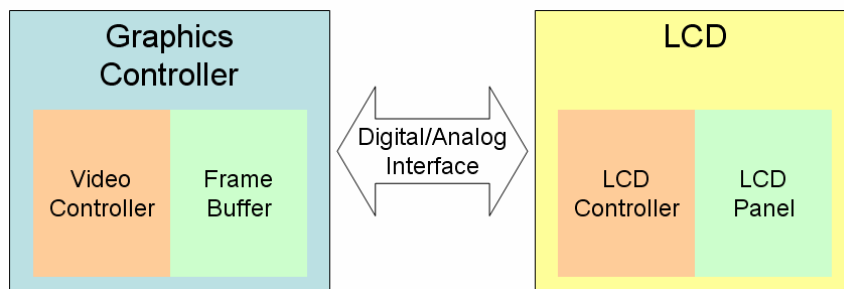 Graphics
Controller
Video
Controller
Frame
Buffer
Digital/Analog
Interface
LCD
LCD
Controller
LCD
Panel